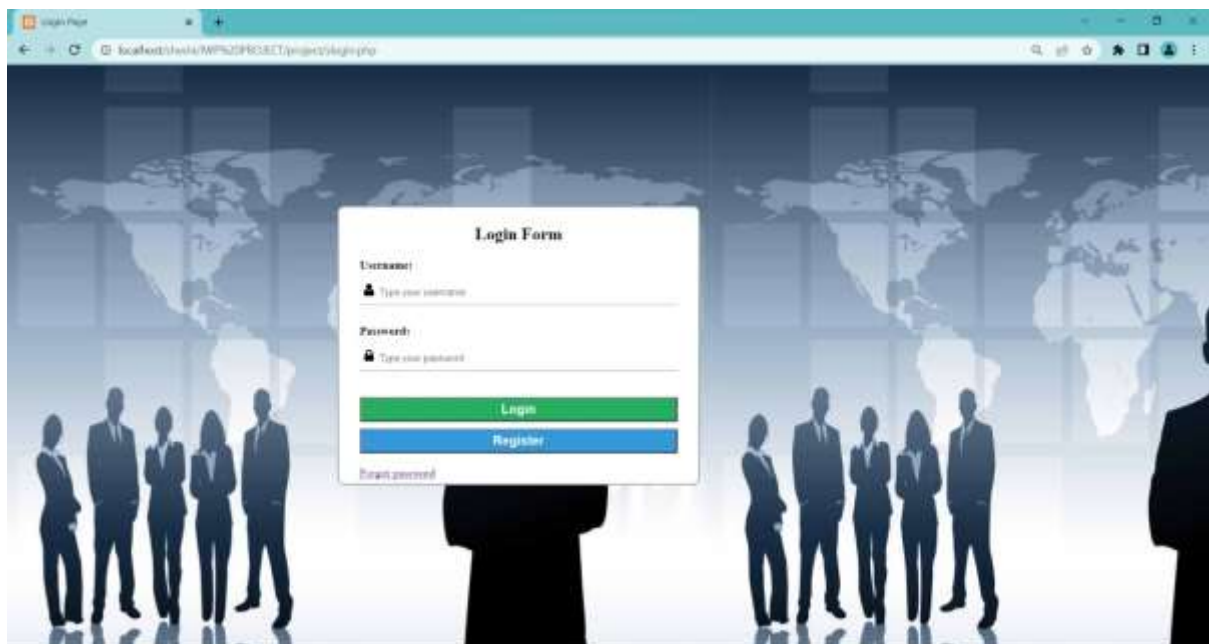 Login Page
Login Form
Username:
Type your username
Password:
Type your password
Login
Register
Forgot password